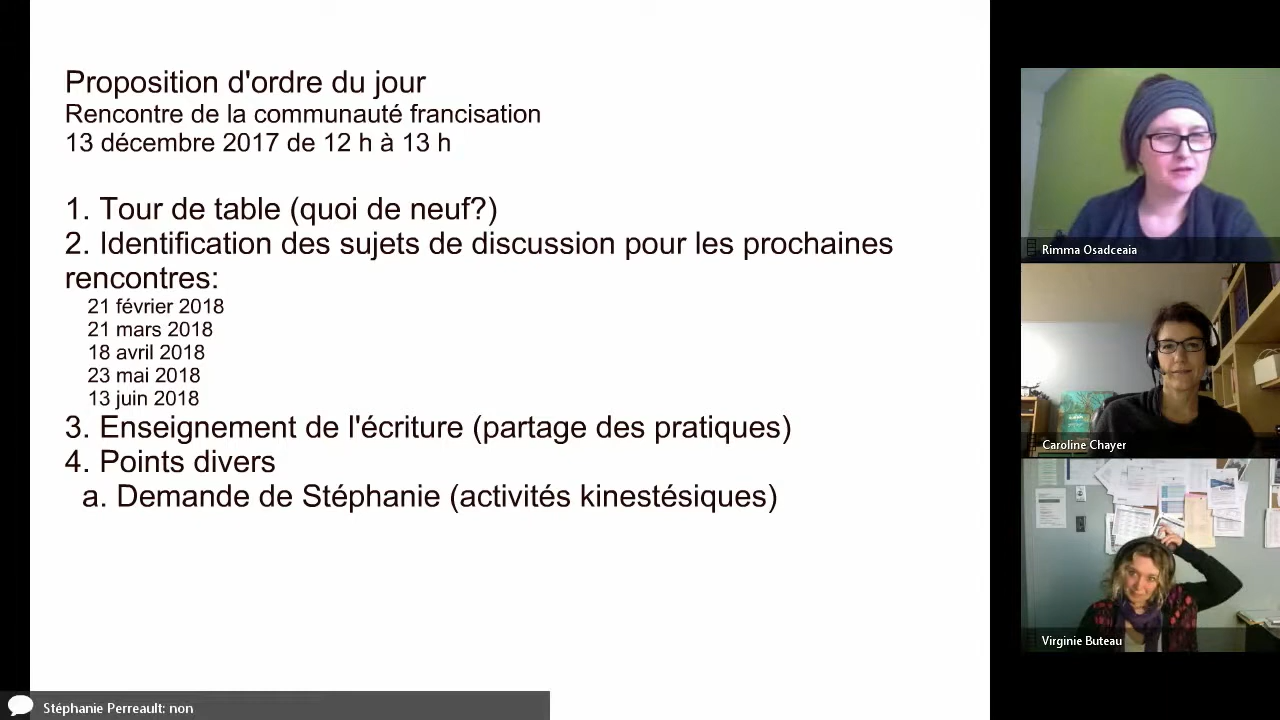 Proposition d'ordre du jour
Rencontre de la communauté francisation
13 décembre 2017 de 12 h à 13 h
1. Tour de table (quoi de neuf?)
2. Identification des sujets de discussion pour les prochaines
rencontres:
21 février 2018
21 mars 2018
18 avril 2018
23 mai 2018
13 juin 2018
3. Enseignement de l'écriture (partage des pratiques)
4. Points divers
a. Demande de Stéphanie (activités kinestésiques)
Rimma Osadceaia
Caroline Chayer
Virginie Buteau
Stéphanie Perreault: non